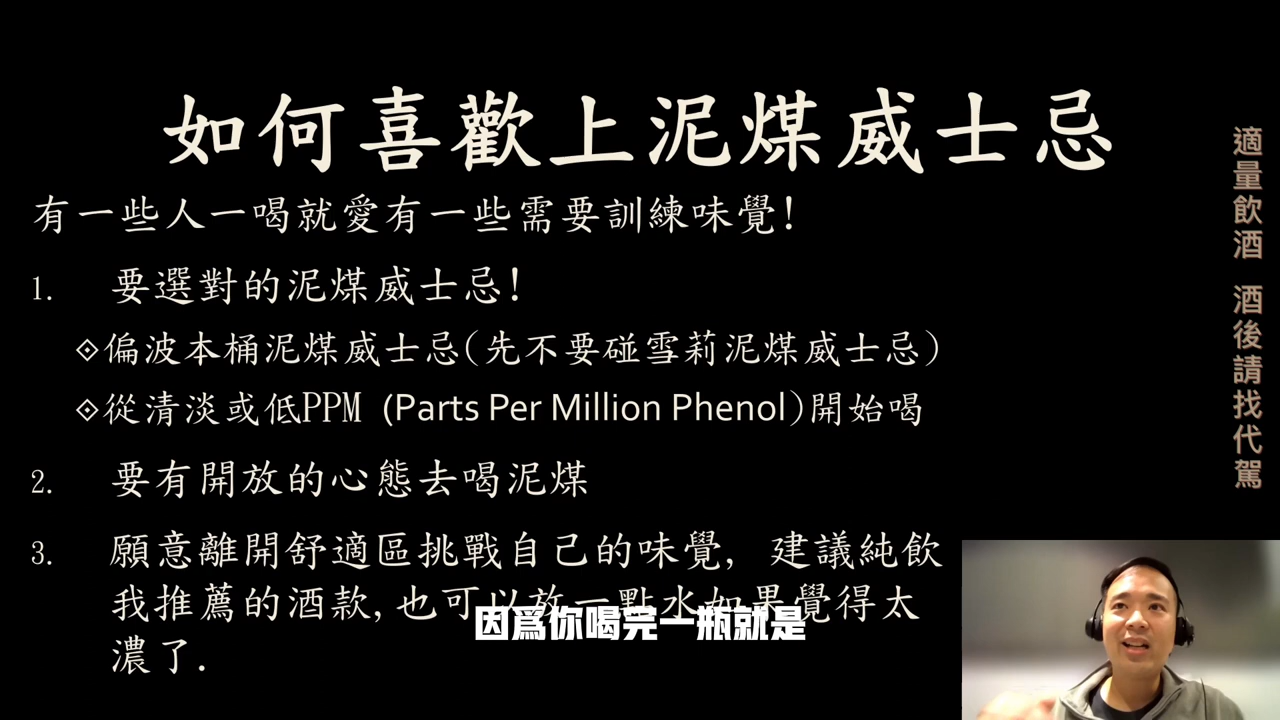 如何喜歡上泥煤威士忌
有一些人一喝就愛有一些需要訓練味覺!
1. 要選對的泥煤威士忌!
偏波本桶泥煤威士忌(先不要碰雪莉泥煤威士忌)
從清淡或低PPM (Parts Per Million Phenol)開始喝
2. 要有開放的心態去喝泥煤
3. 願意離開舒適區挑戰自己的味覺, 建議純飲
我推薦的酒款,也可以放一點水如果覺得太
濃了.
因爲你喝完一瓶就是
適量飲酒 酒後請找代駕